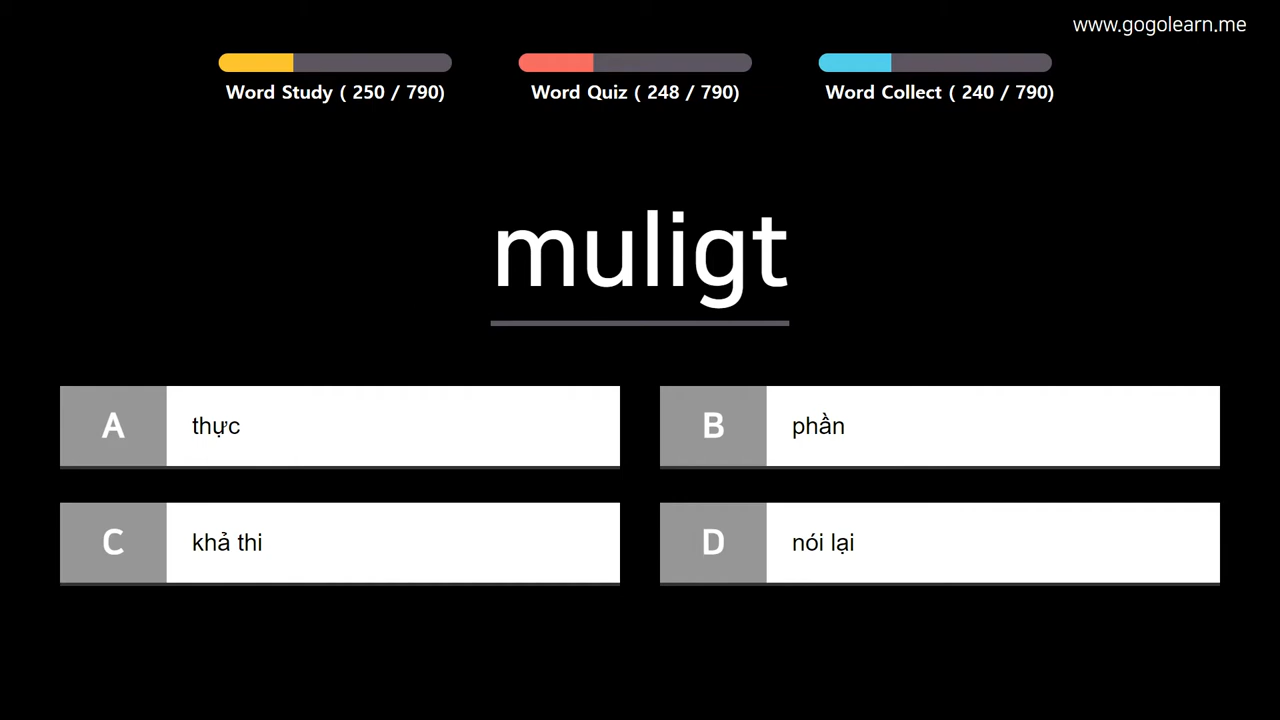 www.gogolearn.me
Word Study ( 250 / 790)
Word Quiz ( 248 / 790)
Word Collect ( 240 / 790)
muligt
A thực
B phần
C khả thi
D nói lại